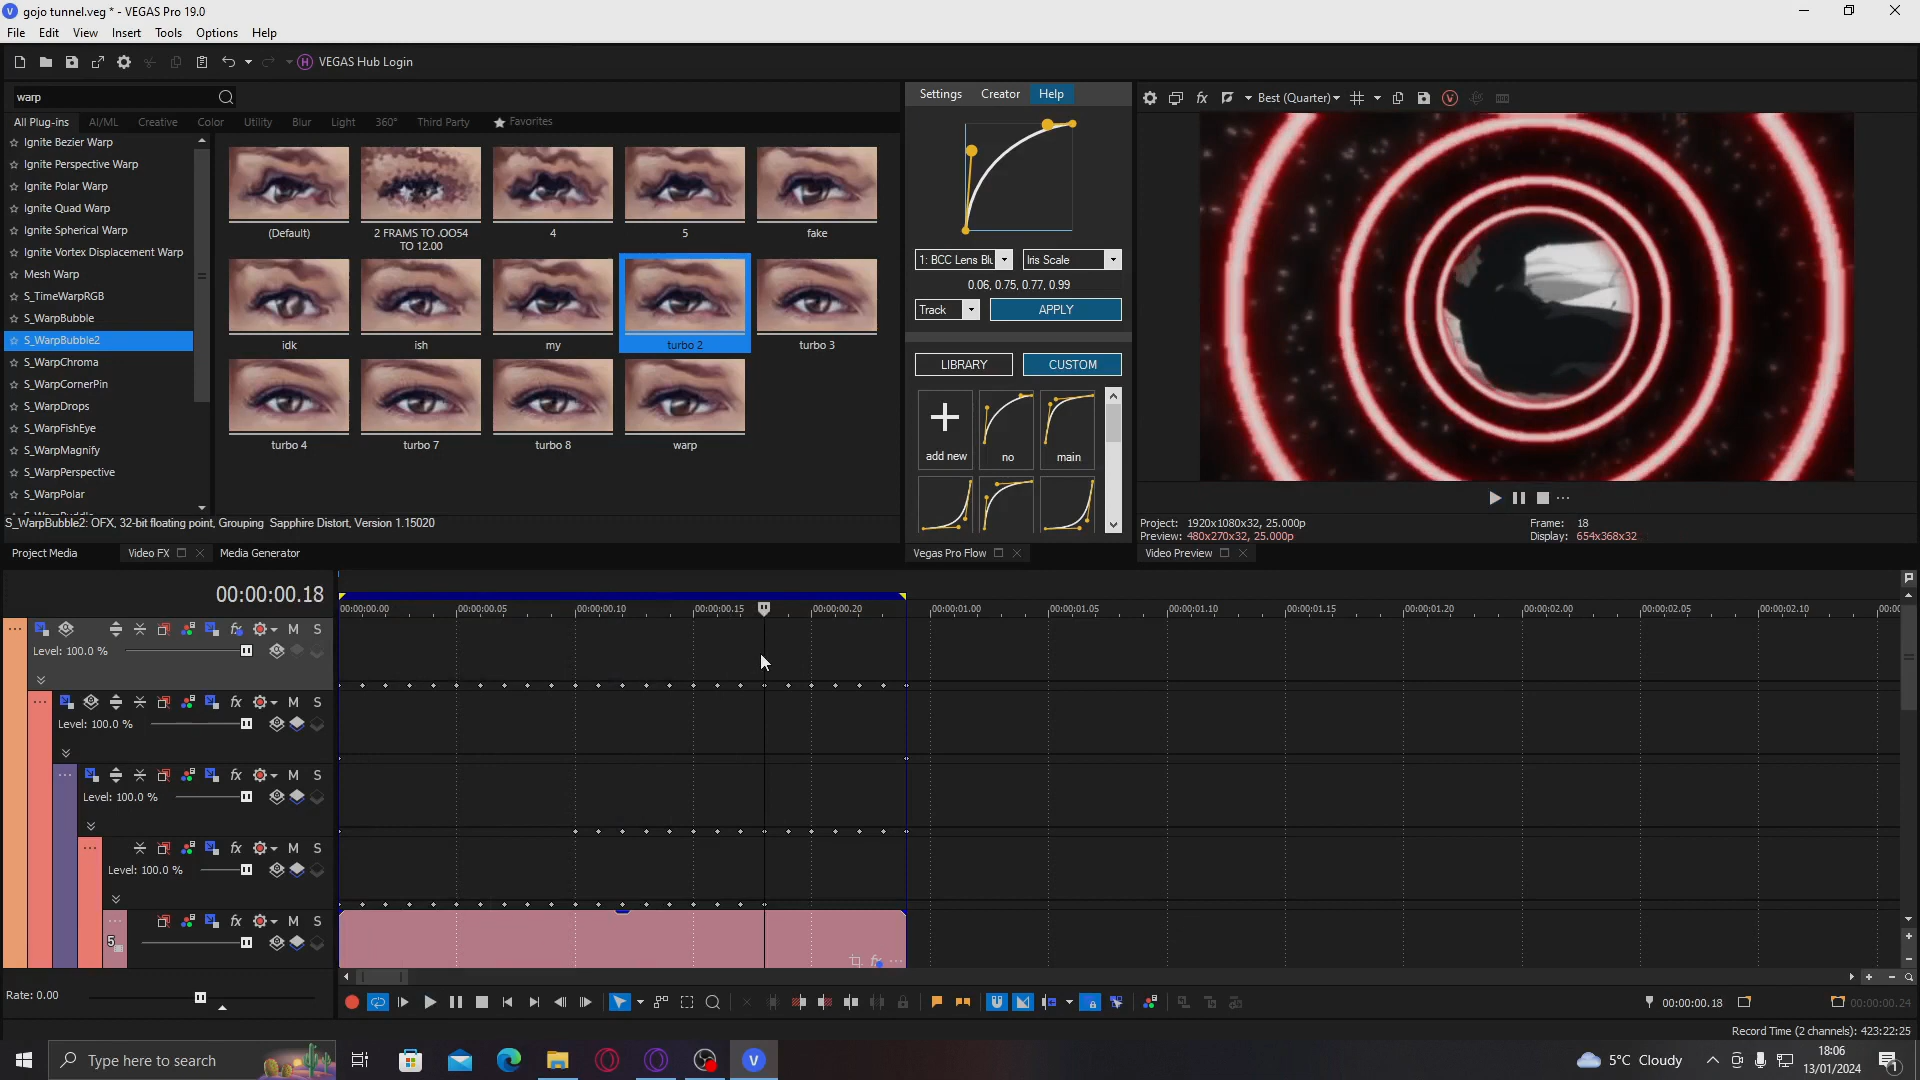 gojo tunnel.veg * - VEGAS Pro 19.0
File Edit View Insert Tools Options Help
VEGAS Hub Login
warp
All Plug-ins AI/ML Creative Color Utility Blur Light 360° Third Party Favorites
Ignite Bezier Warp
Ignite Perspective Warp
Ignite Polar Warp
Ignite Quad Warp
Ignite Spherical Warp
Ignite Vortex Displacement Warp
Mesh Warp
S_TimeWarpRGB
S_WarpBubble
S_WarpBubble2
S_WarpChroma
S_WarpCornerPin
S_WarpDrops
S_WarpFishEye
S_WarpMagnify
S_WarpPerspective
S_WarpPolar
(Default) 2 FRAMS TO .OO54 TO 12.00 4 5 fake
idk ish my turbo 2 turbo 3
turbo 4 turbo 7 turbo 8 warp
S_WarpBubble2: OFX, 32-bit floating point, Grouping Sapphire Distort, Version 1.15020
Project Media Video FX Media Generator
Settings Creator Help
1: BCC Lens Blu Iris Scale
0.06, 0.75, 0.77, 0.99
Track APPLY
LIBRARY CUSTOM
add new no main
Vegas Pro Flow
Best (Quarter)
Project: 1920x1080x32, 25.000p Frame: 18
Preview: 480x270x32, 25.000p Display: 654x368x32
Video Preview
00:00:00.18
00:00:00.00 00:00:00.05 00:00:00.10 00:00:00.15 00:00:00.20 00:00:01.00 00:00:01.05 00:00:01.10 00:00:01.15 00:00:01.20 00:00:02.00 00:00:02.05 00:00:02.10 00:00
M S
Level: 100.0 %
M S
Level: 100.0 %
M S
Level: 100.0 %
M S
Level: 100.0 %
M S
5
Rate: 0.00
00:00:00.18 00:00:00.24
Record Time (2 channels): 423:22:25
Type here to search
5°C Cloudy
18:06
13/01/2024
1